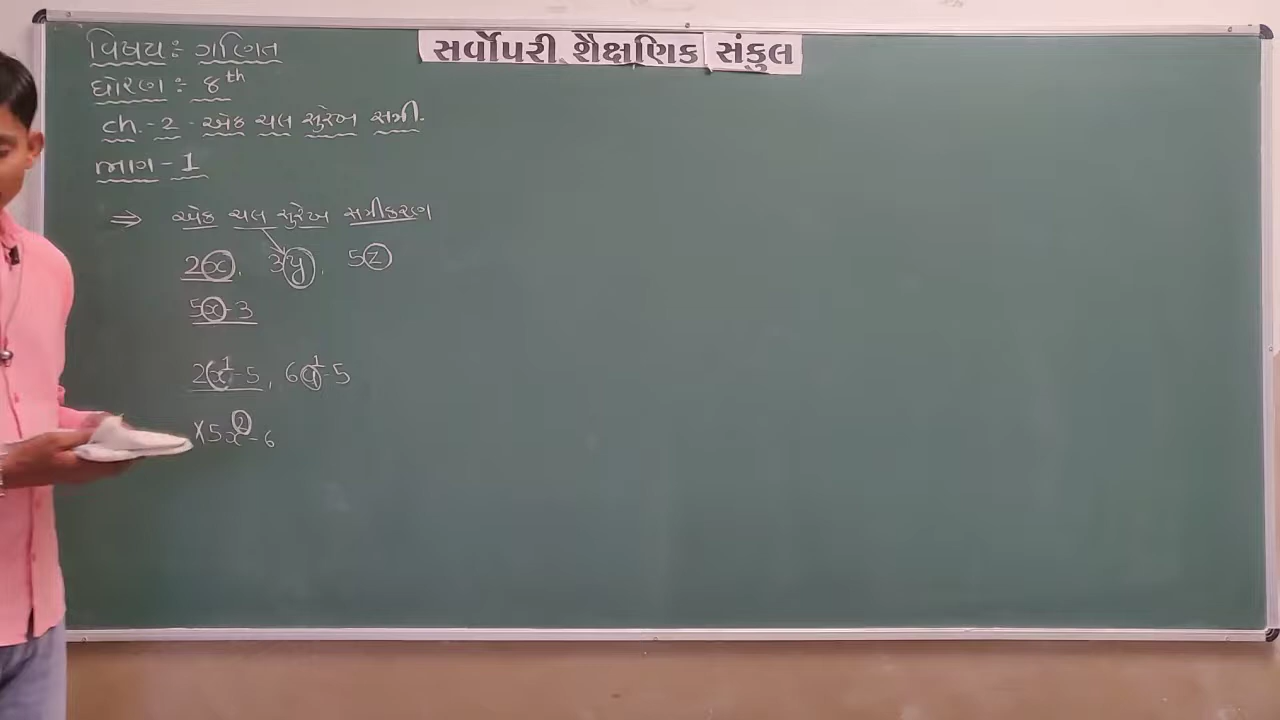 સર્વોપરી શૈક્ષણિક સંકુલ
વિષય : ગણિત
ધોરણ : ૪th
ch.-2 - એક ચલ સુરેખ સમી.
ભાગ - 1
⇒ એક ચલ સુરેખ સમીકરણ
2x, 3y, 5z
5x-3
2x¹-5, 6y¹-5
X 5x²-6